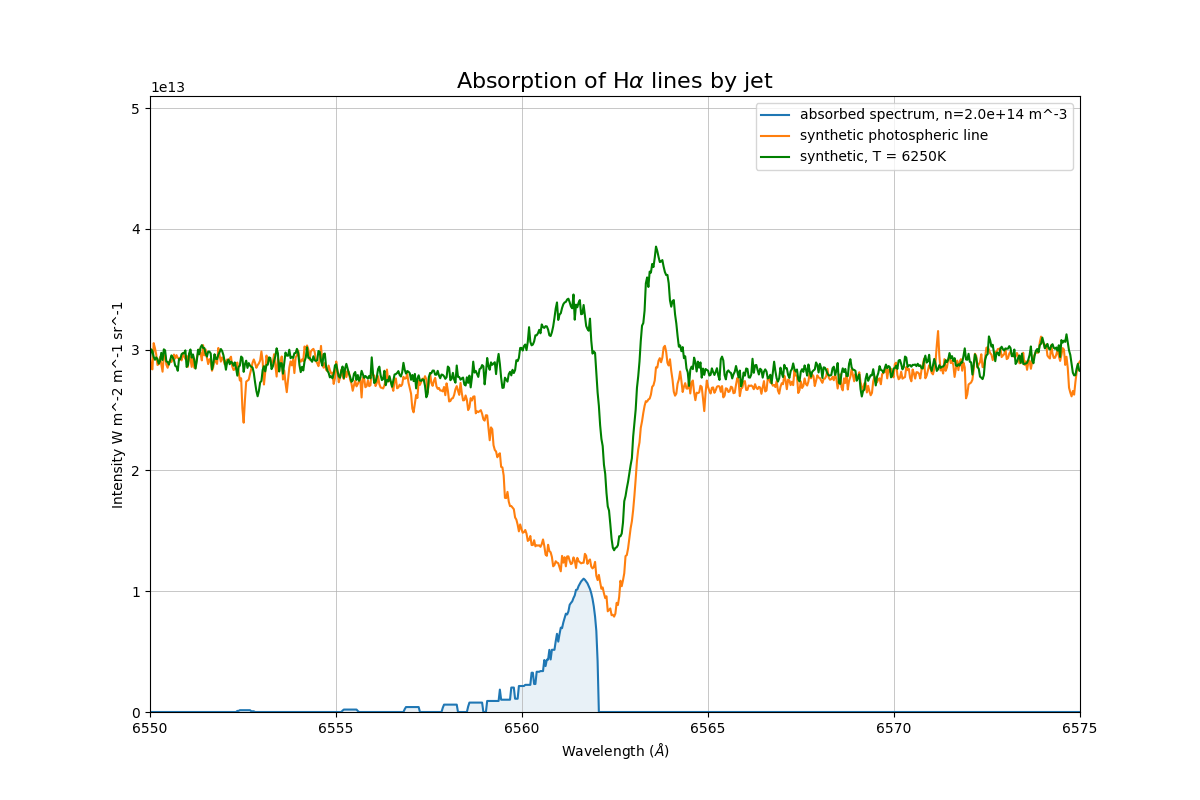 Absorption of Hα lines by jet
1e13
absorbed spectrum, n=2.0e+14 m^-3
synthetic photospheric line
synthetic, T = 6250K
5
4
3
2
1
0
Intensity W m^-2 m^-1 sr^-1
6550 6555 6560 6565 6570 6575
Wavelength (Å)